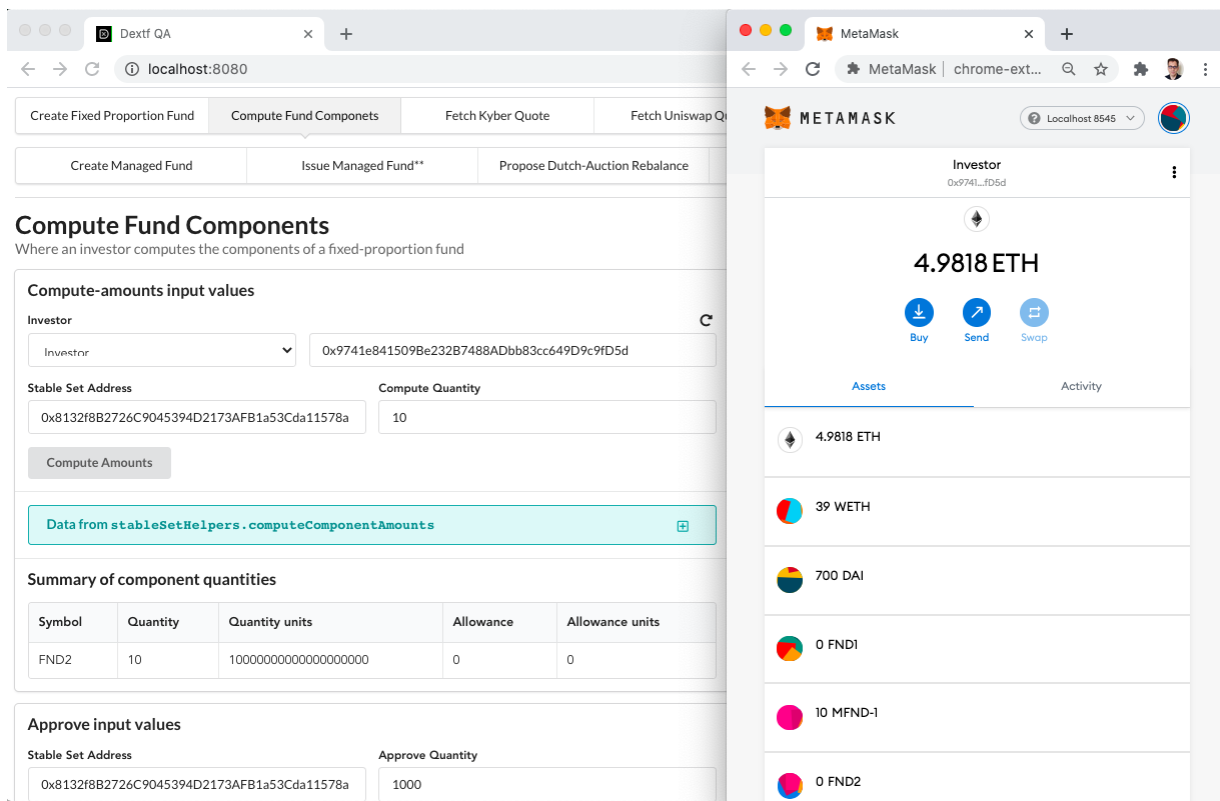 Dextf QA
localhost:8080
Create Fixed Proportion Fund
Compute Fund Componets
Fetch Kyber Quote
Fetch Uniswap Qu
Create Managed Fund
Issue Managed Fund**
Propose Dutch-Auction Rebalance
Compute Fund Components
Where an investor computes the components of a fixed-proportion fund
Compute-amounts input values
Investor
Investor
0x9741e841509Be232B7488ADbb83cc649D9c9fD5d
Stable Set Address
Compute Quantity
0x8132f8B2726C9045394D2173AFB1a53Cda11578a
10
Compute Amounts
Data from stableSetHelpers.computeComponentAmounts
Summary of component quantities
Symbol Quantity Quantity units Allowance Allowance units
FND2 10 10000000000000000000 0 0
Approve input values
Stable Set Address
Approve Quantity
0x8132f8B2726C9045394D2173AFB1a53Cda11578a
1000
MetaMask
MetaMask | chrome-ext...
METAMASK
Localhost 8545
Investor
0x9741...fD5d
4.9818 ETH
Buy
Send
Swap
Assets
Activity
4.9818 ETH
39 WETH
700 DAI
0 FND1
10 MFND-1
0 FND2